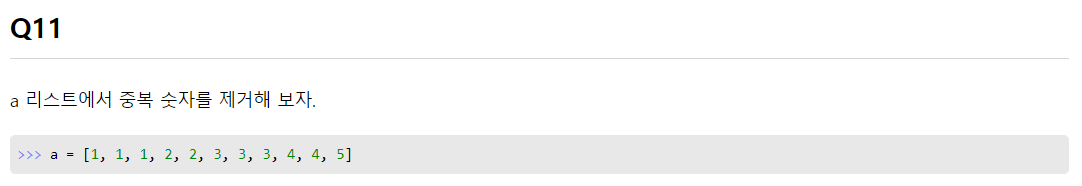 Q11
a 리스트에서 중복 숫자를 제거해 보자.
>>> a = [1, 1, 1, 2, 2, 3, 3, 3, 4, 4, 5]